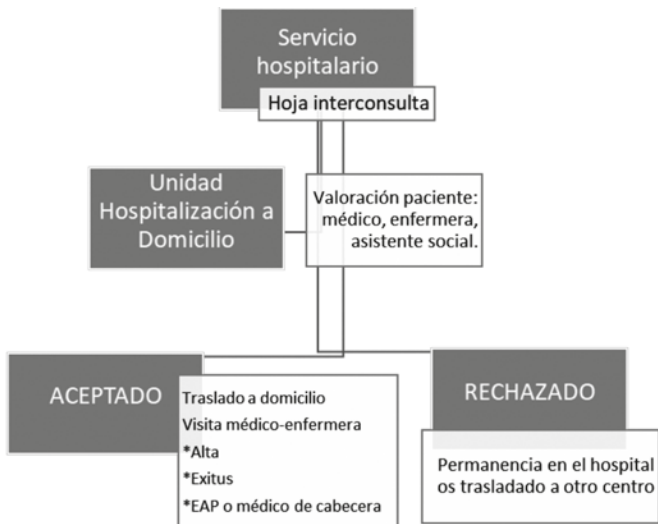 Servicio
hospitalario
Hoja interconsulta
Unidad
Hospitalización a
Domicilio
Valoración paciente:
médico, enfermera,
asistente social.
ACEPTADO
Traslado a domicilio
Visita médico-enfermera
*Alta
*Exitus
*EAP o médico de cabecera
RECHAZADO
Permanencia en el hospital
os trasladado a otro centro